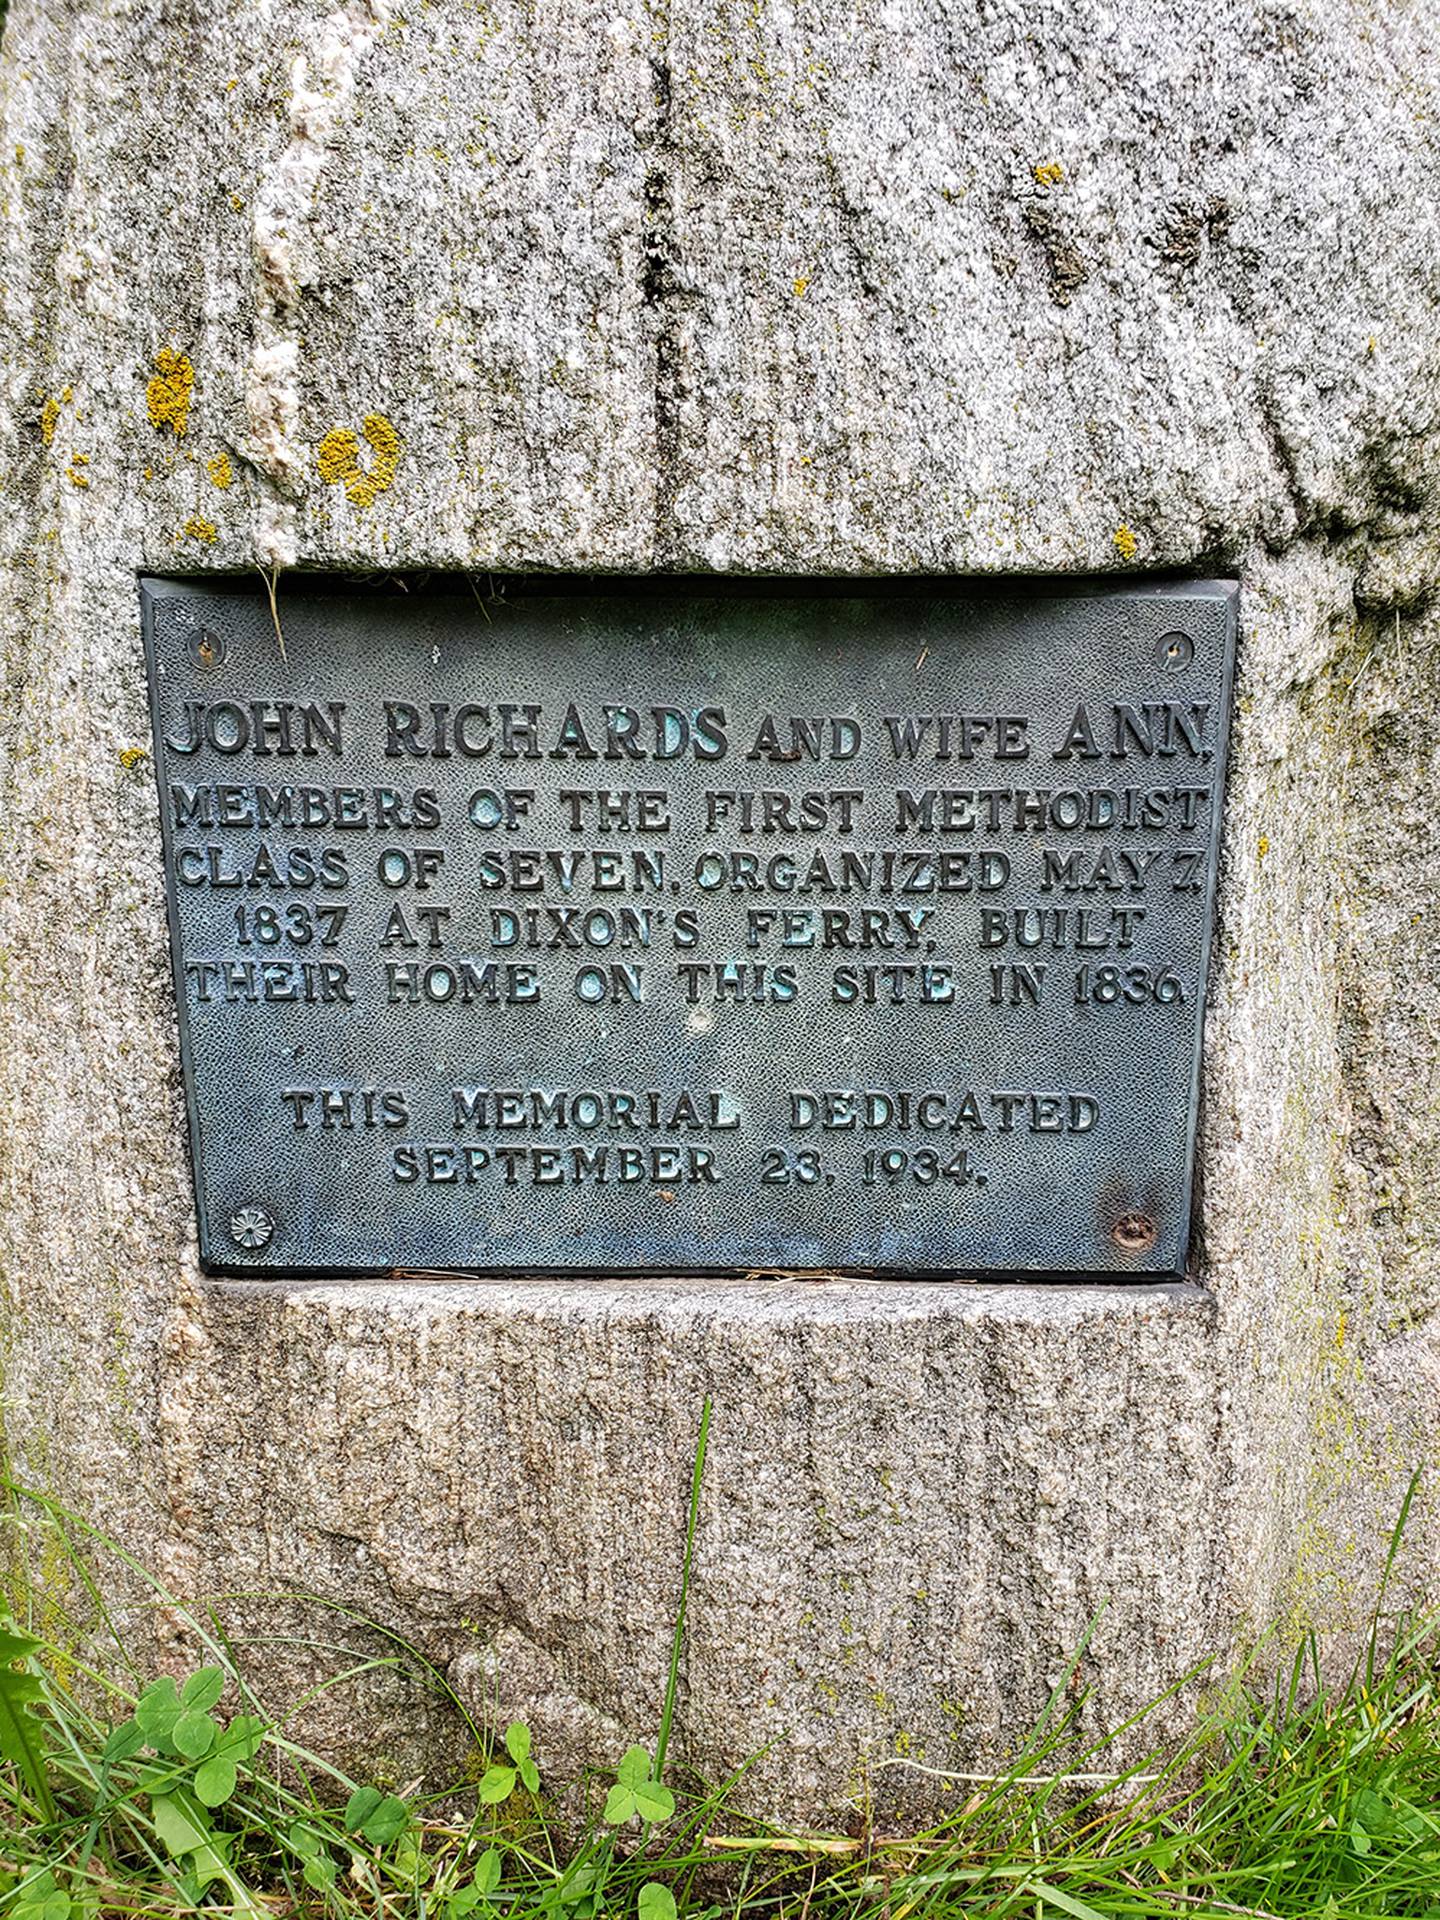 JOHN RICHARDS AND WIFE ANN,
MEMBERS OF THE FIRST METHODIST
CLASS OF SEVEN, ORGANIZED MAY 7,
1837 AT DIXON'S FERRY, BUILT
THEIR HOME ON THIS SITE IN 1836.
THIS MEMORIAL DEDICATED
SEPTEMBER 23, 1934.